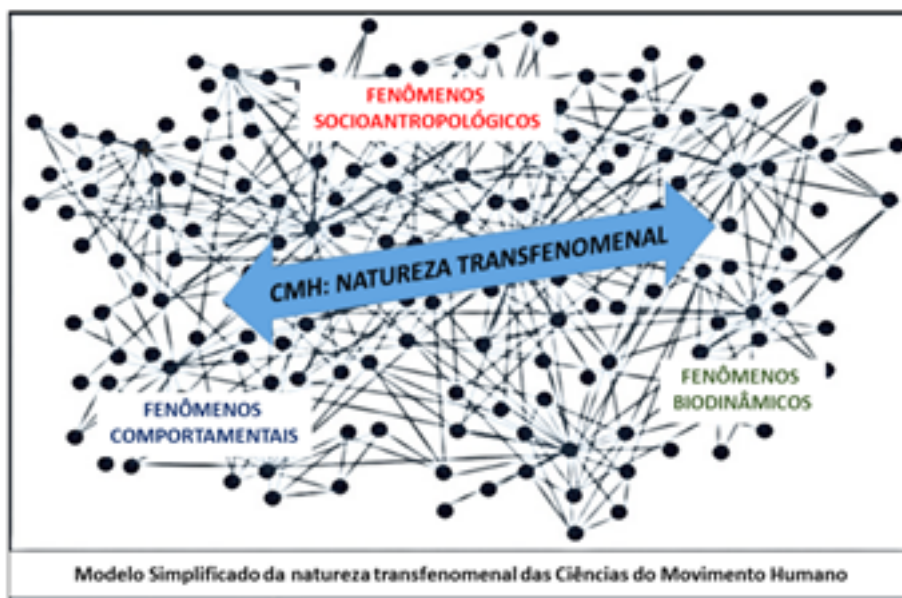 FENÔMENOS
SOCIOANTROPOLÓGICOS
CMH: NATUREZA TRANSFENOMENAL
FENÔMENOS
BIODINÂMICOS
FENÔMENOS
COMPORTAMENTAIS
Modelo Simplificado da natureza transfenomenal das Ciências do Movimento Humano